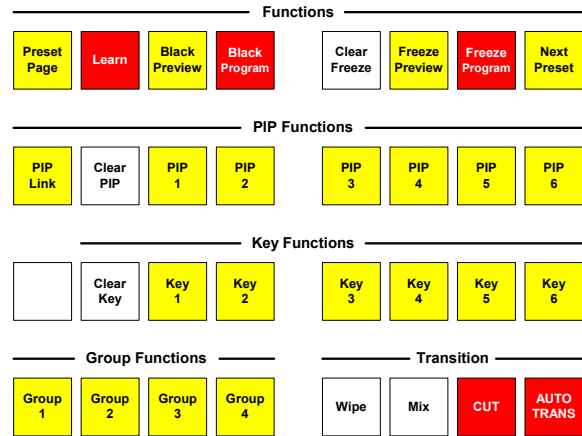 Functions
Preset
Page
Learn
Black
Preview
Black
Program
Clear
Freeze
Freeze
Preview
Freeze
Program
Next
Preset
PIP Functions
PIP
Link
Clear
PIP
PIP
1
PIP
2
PIP
3
PIP
4
PIP
5
PIP
6
Key Functions
Clear
Key
Key
1
Key
2
Key
3
Key
4
Key
5
Key
6
Group Functions
Transition
Group
1
Group
2
Group
3
Group
4
Wipe
Mix
CUT
AUTO
TRANS